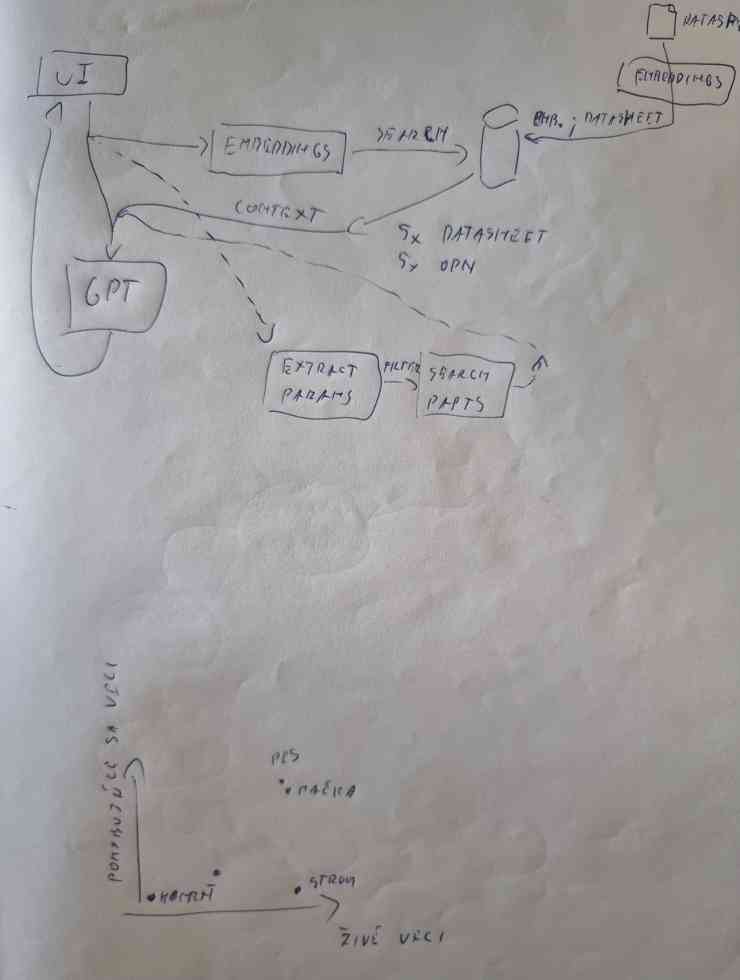 DATASH
UI
EMBEDDINGS
EMB. ; DATASHEET
EMBEDDINGS
SEARCH
CONTEXT
5x DATASHEET
5x OPN
GPT
EXTRACT
PARAMS
FILTER
SEARCH
PARTS
POHYBUJÚCE SA VECI
PES
MAČKA
KAMEŇ
STROM
ŽIVÉ VECI